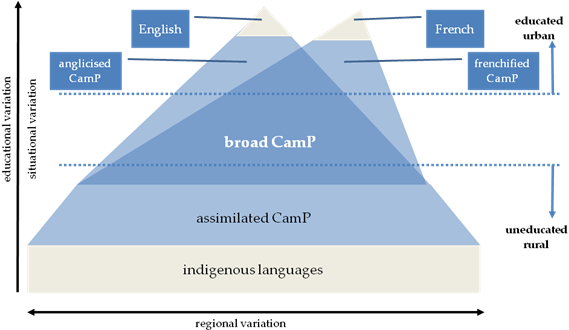 English
French
educated
urban
anglicised
CamP
frenchified
CamP
educational variation
situational variation
broad CamP
assimilated CamP
uneducated
rural
indigenous languages
regional variation